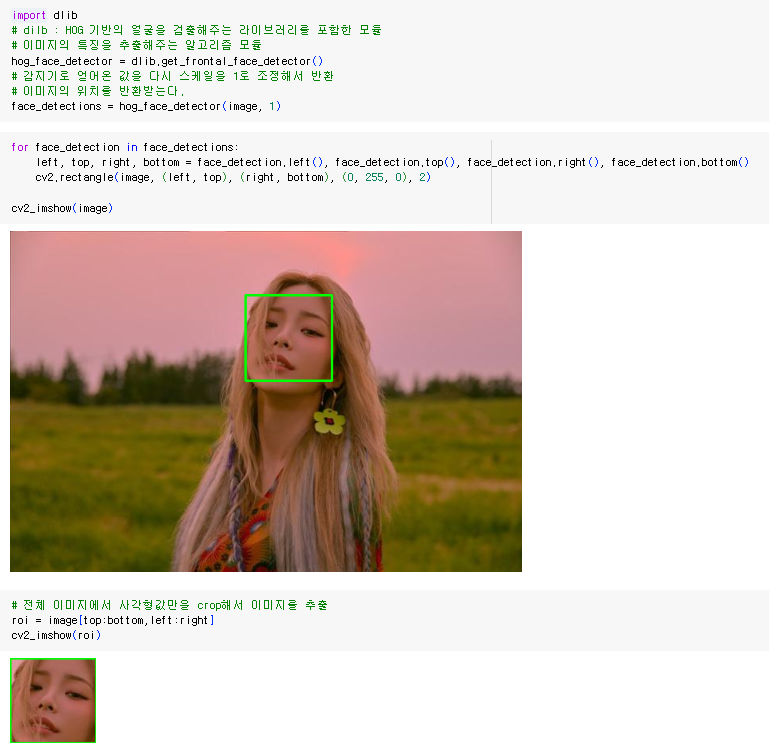 import dlib
# dilb : HOG 기반의 얼굴을 검출해주는 라이브러리를 포함한 모듈
# 이미지의 특징을 추출해주는 알고리즘 모듈
hog_face_detector = dlib.get_frontal_face_detector()
# 감지기로 얻어온 값을 다시 스케일을 1로 조정해서 반환
# 이미지의 위치를 반환받는다.
face_detections = hog_face_detector(image, 1)
for face_detection in face_detections:
left, top, right, bottom = face_detection.left(), face_detection.top(), face_detection.right(), face_detection.bottom()
cv2.rectangle(image, (left, top), (right, bottom), (0, 255, 0), 2)
cv2_imshow(image)
# 전체 이미지에서 사각형값만을 crop해서 이미지를 추출
roi = image[top:bottom,left:right]
cv2_imshow(roi)